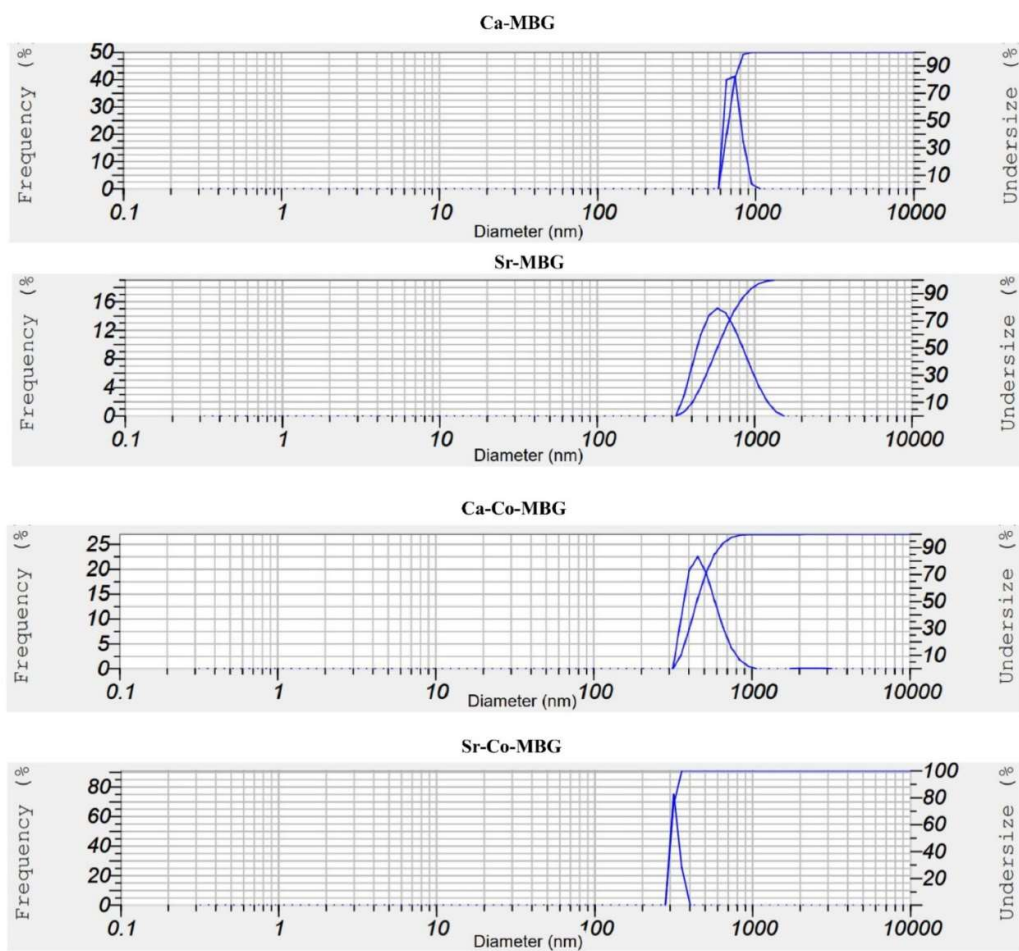 Ca-MBG
Frequency (%
50
40
30
20
10
0
90
70
50
30
10
Undersize (%
0.1 1 10 100 1000 10000
Diameter (nm)
Sr-MBG
Frequency (%
16
12
8
4
0
90
70
50
30
10
Undersize (%
0.1 1 10 100 1000 10000
Diameter (nm)
Ca-Co-MBG
Frequency (%
25
20
15
10
5
0
90
70
50
30
10
Undersize (%
0.1 1 10 100 1000 10000
Diameter (nm)
Sr-Co-MBG
Frequency (%
80
60
40
20
0
100
80
60
40
20
Undersize (%
0.1 1 10 100 1000 10000
Diameter (nm)